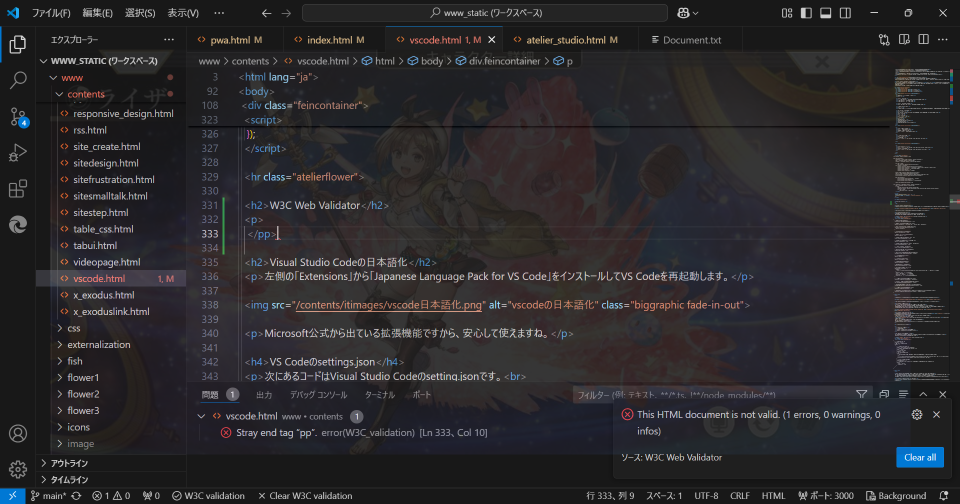 ファイル(F) 編集(E) 選択(S) 表示(V) …
www_static (ワークスペース)
エクスプローラー
pwa.html M
index.html M
vscode.html 1, M
atelier_studio.html M
Document.txt
WWW_STATIC (ワークスペース)
www
contents
responsive_design.html
rss.html
site_create.html
sitedesign.html
sitefrustration.html
sitesmalltalk.html
sitestep.html
table_css.html
tabui.html
videopage.html
vscode.html 1, M
x_exodus.html
x_exoduslink.html
css
externalization
fish
flower1
flower2
flower3
icons
image
アウトライン
タイムライン
4
www > contents > vscode.html > html > body > div.feincontainer > p
3 <html lang="ja">
92 <body>
108 <div class="feincontainer">
323 <script>
326 });
327 </script>
328
329 <hr class="atelierflower">
330
331 <h2>W3C Web Validator</h2>
332 <p>
333 </pp>
334
335 <h2>Visual Studio Codeの日本語化</h2>
336 <p>左側の「Extensions」から「Japanese Language Pack for VS Code」をインストールしてVS Codeを再起動します。</p>
337
338 <img src="/contents/itimages/vscode日本語化.png" alt="vscodeの日本語化" class="biggraphic fade-in-out">
339
340 <p>Microsoft公式から出ている拡張機能ですから、安心して使えますね。</p>
341
342 <h4>VS Codeのsettings.json</h4>
343 <p>次にあるコードはVisual Studio Codeのsetting.jsonです。<br>
問題 1 出力 デバッグ コンソール ターミナル ポート
フィルター (例: テキスト、**/*.ts、!**/node_modules/**)
vscode.html www • contents 1
Stray end tag "pp". error(W3C_validation) [Ln 333、Col 10]
This HTML document is not valid. (1 errors, 0 warnings, 0
infos)
ソース: W3C Web Validator
Clear all
main* 1 0 0 W3C validation Clear W3C validation
行 333、列 9 スペース: 1 UTF-8 CRLF HTML ポート: 3000 Background